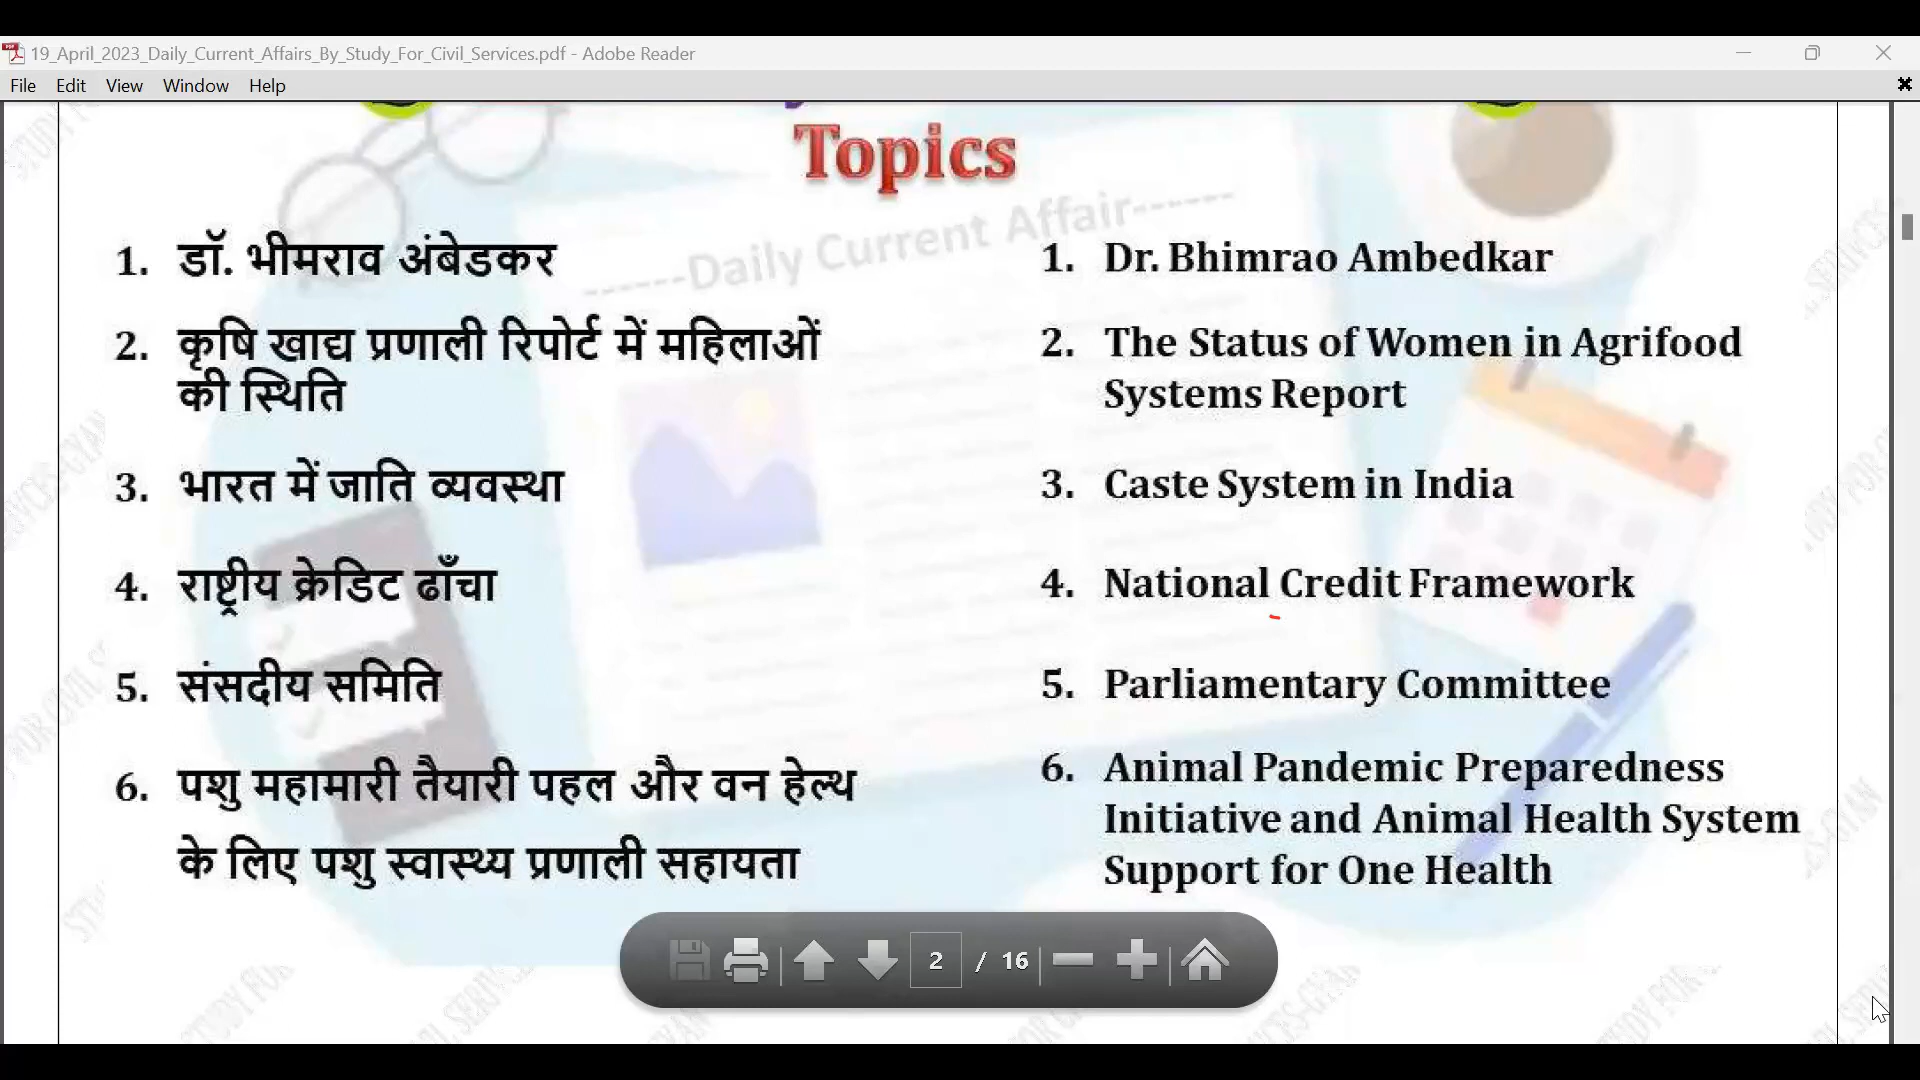 19_April_2023_Daily_Current_Affairs_By_Study_For_Civil_Services.pdf - Adobe Reader
File Edit View Window Help
Topics
------Daily Current Affair------
1. डॉ. भीमराव अंबेडकर
2. कृषि खाद्य प्रणाली रिपोर्ट में महिलाओं
की स्थिति
3. भारत में जाति व्यवस्था
4. राष्ट्रीय क्रेडिट ढाँचा
5. संसदीय समिति
6. पशु महामारी तैयारी पहल और वन हेल्थ
के लिए पशु स्वास्थ्य प्रणाली सहायता
1. Dr. Bhimrao Ambedkar
2. The Status of Women in Agrifood
Systems Report
3. Caste System in India
4. National Credit Framework
5. Parliamentary Committee
6. Animal Pandemic Preparedness
Initiative and Animal Health System
Support for One Health
2 / 16